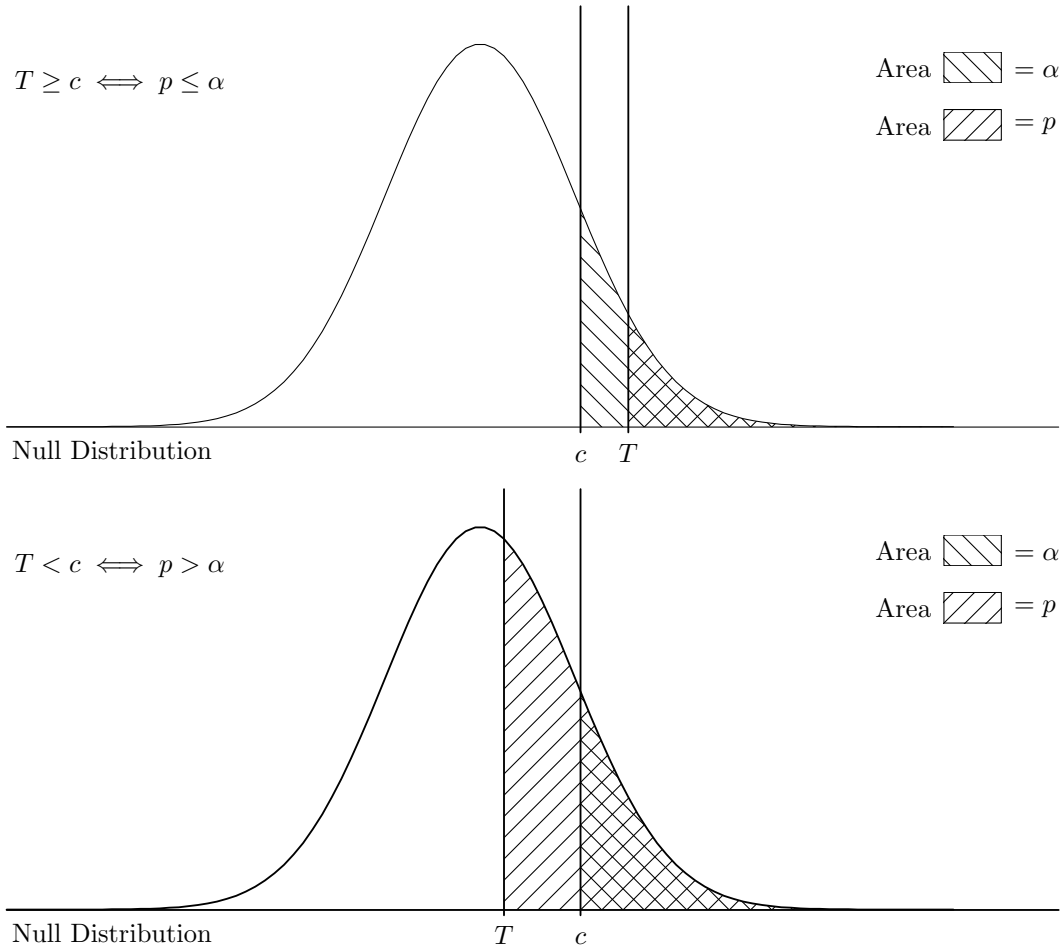 T ≥ c ⟺ p ≤ α
Area = α
Area = p
Null Distribution
c
T
T < c ⟺ p > α
Area = α
Area = p
Null Distribution
T
c